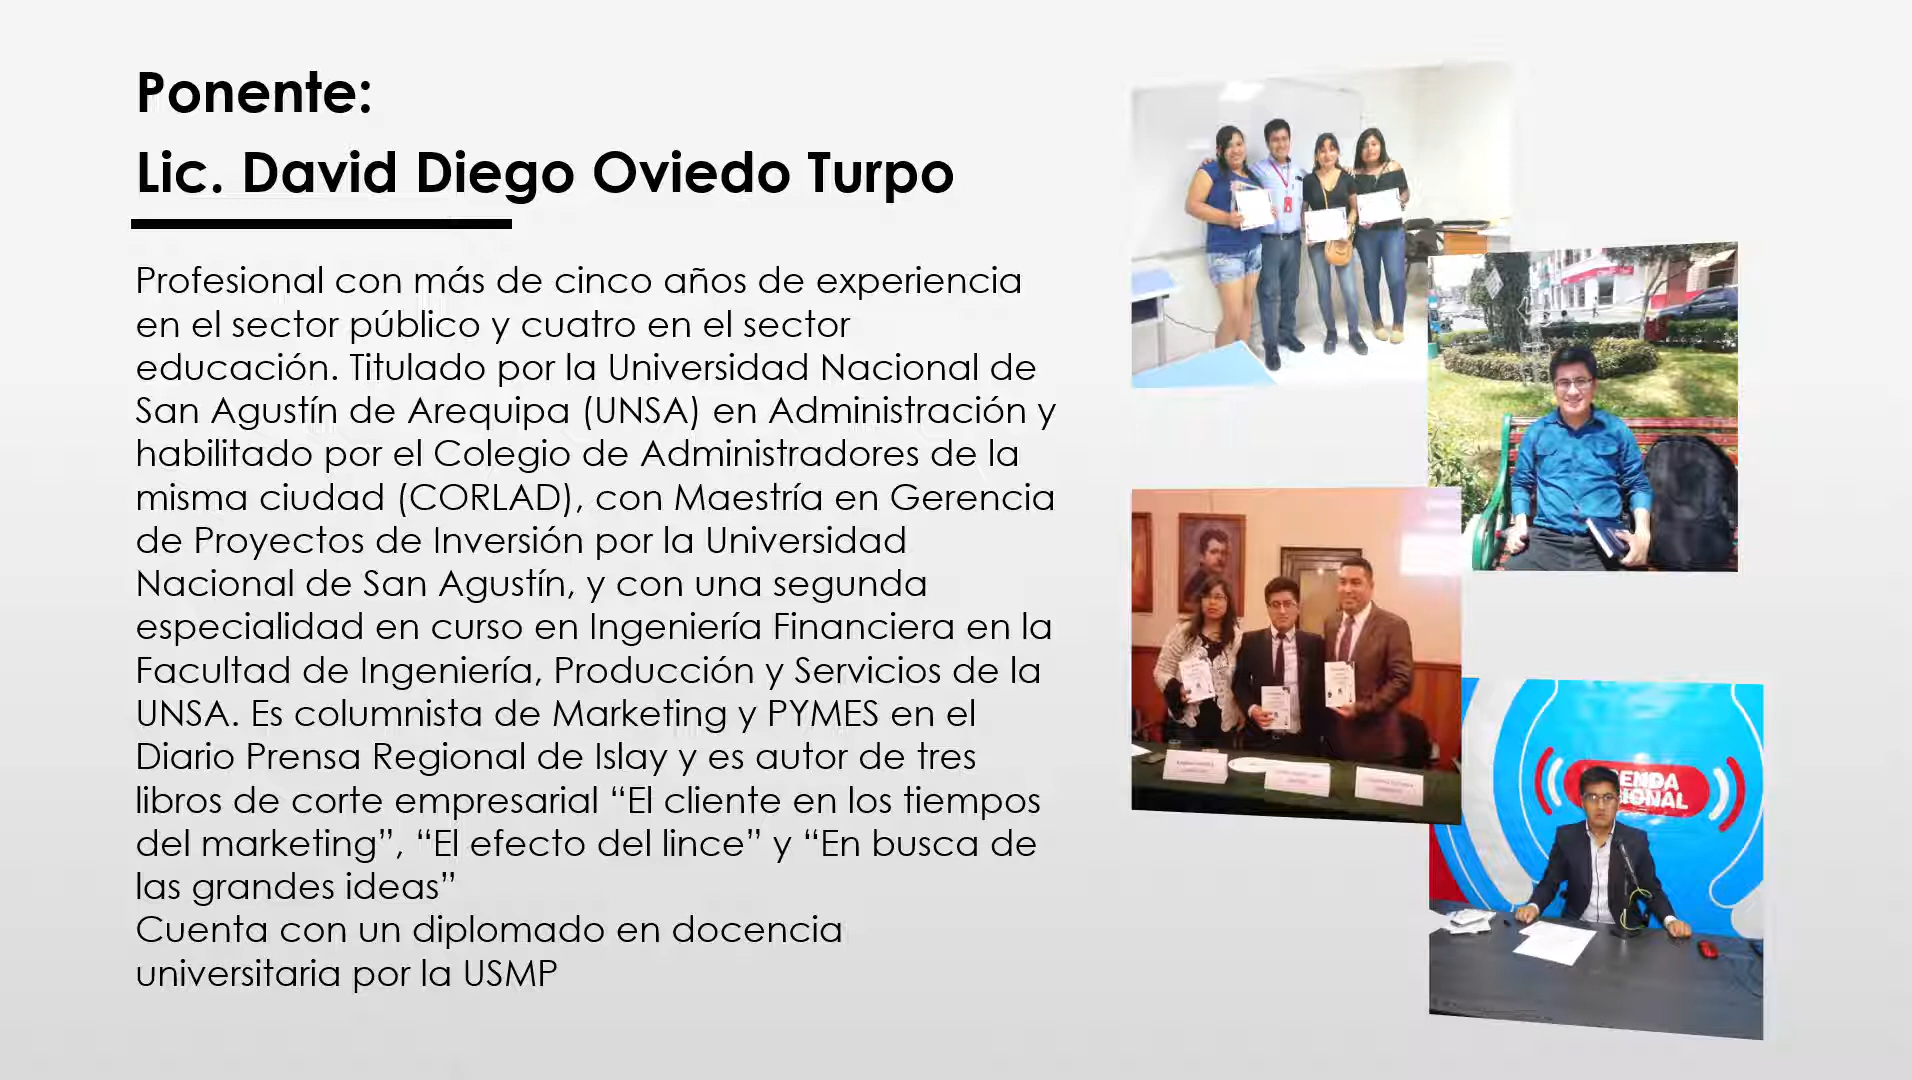 Ponente:
Lic. David Diego Oviedo Turpo
Profesional con más de cinco años de experiencia
en el sector público y cuatro en el sector
educación. Titulado por la Universidad Nacional de
San Agustín de Arequipa (UNSA) en Administración y
habilitado por el Colegio de Administradores de la
misma ciudad (CORLAD), con Maestría en Gerencia
de Proyectos de Inversión por la Universidad
Nacional de San Agustín, y con una segunda
especialidad en curso en Ingeniería Financiera en la
Facultad de Ingeniería, Producción y Servicios de la
UNSA. Es columnista de Marketing y PYMES en el
Diario Prensa Regional de Islay y es autor de tres
libros de corte empresarial “El cliente en los tiempos
del marketing”, “El efecto del lince” y “En busca de
las grandes ideas”
Cuenta con un diplomado en docencia
universitaria por la USMP